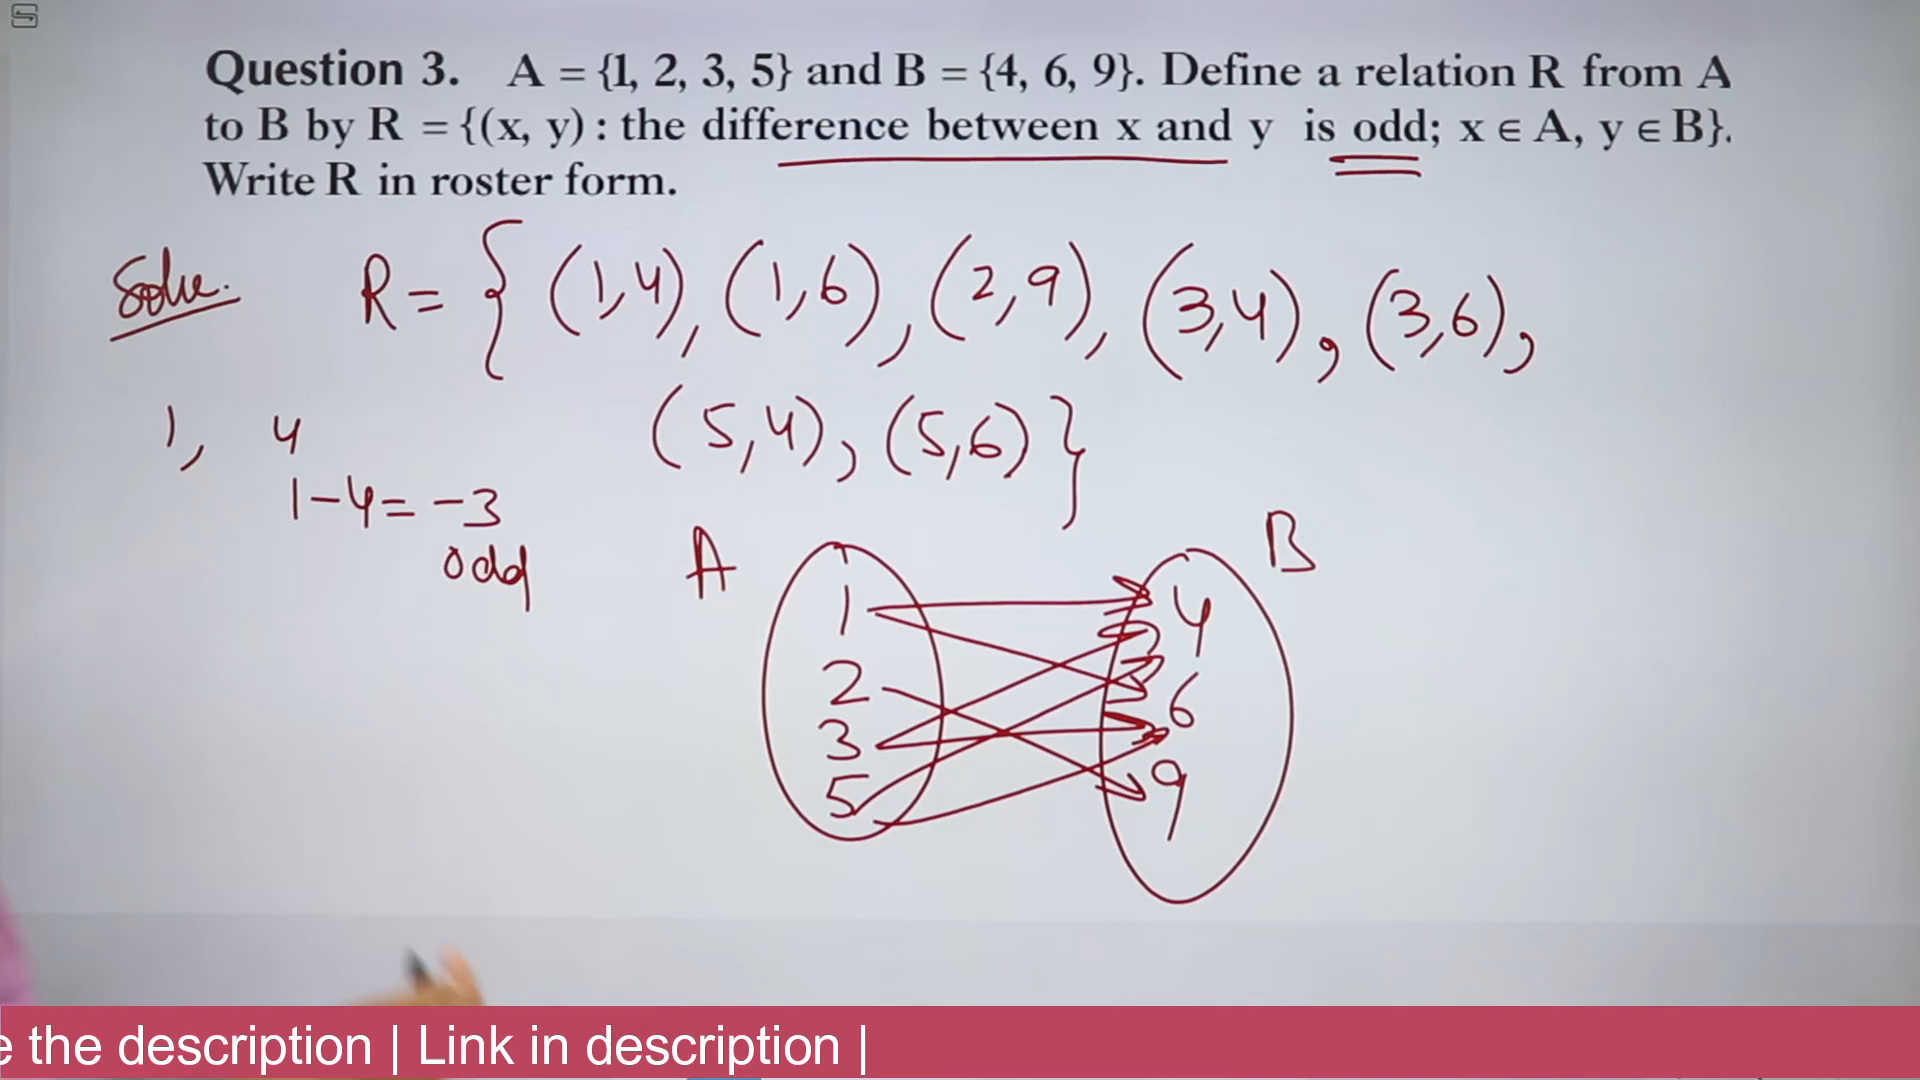 Question 3. A = {1, 2, 3, 5} and B = {4, 6, 9}. Define a relation R from A
to B by R = {(x, y) : the difference between x and y is odd; x ∈ A, y ∈ B}.
Write R in roster form.
Solve.
R = { (1,4), (1,6), (2,9), (3,4), (3,6),
(5,4), (5,6) }
1, 4
1-4 = -3
odd
A
B
1
2
3
5
4
6
9
e the description | Link in description |